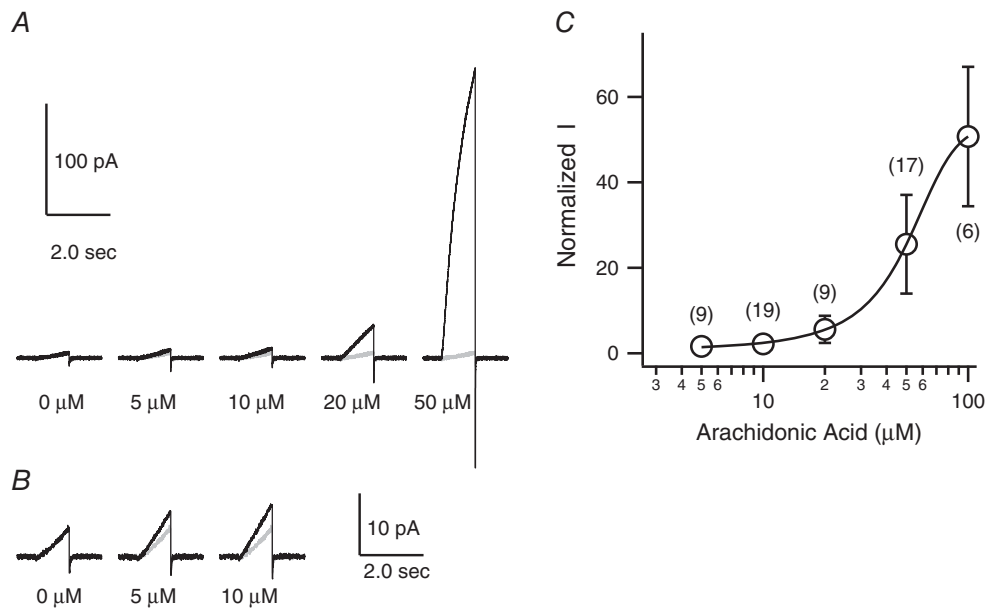 A
100 pA
2.0 sec
0 µM
5 µM
10 µM
20 µM
50 µM
B
10 pA
2.0 sec
0 µM
5 µM
10 µM
C
Normalized I
60
40
20
0
(9)
(19)
(9)
(17)
(6)
3 4 5 6 10 2 3 4 5 6 100
Arachidonic Acid (µM)